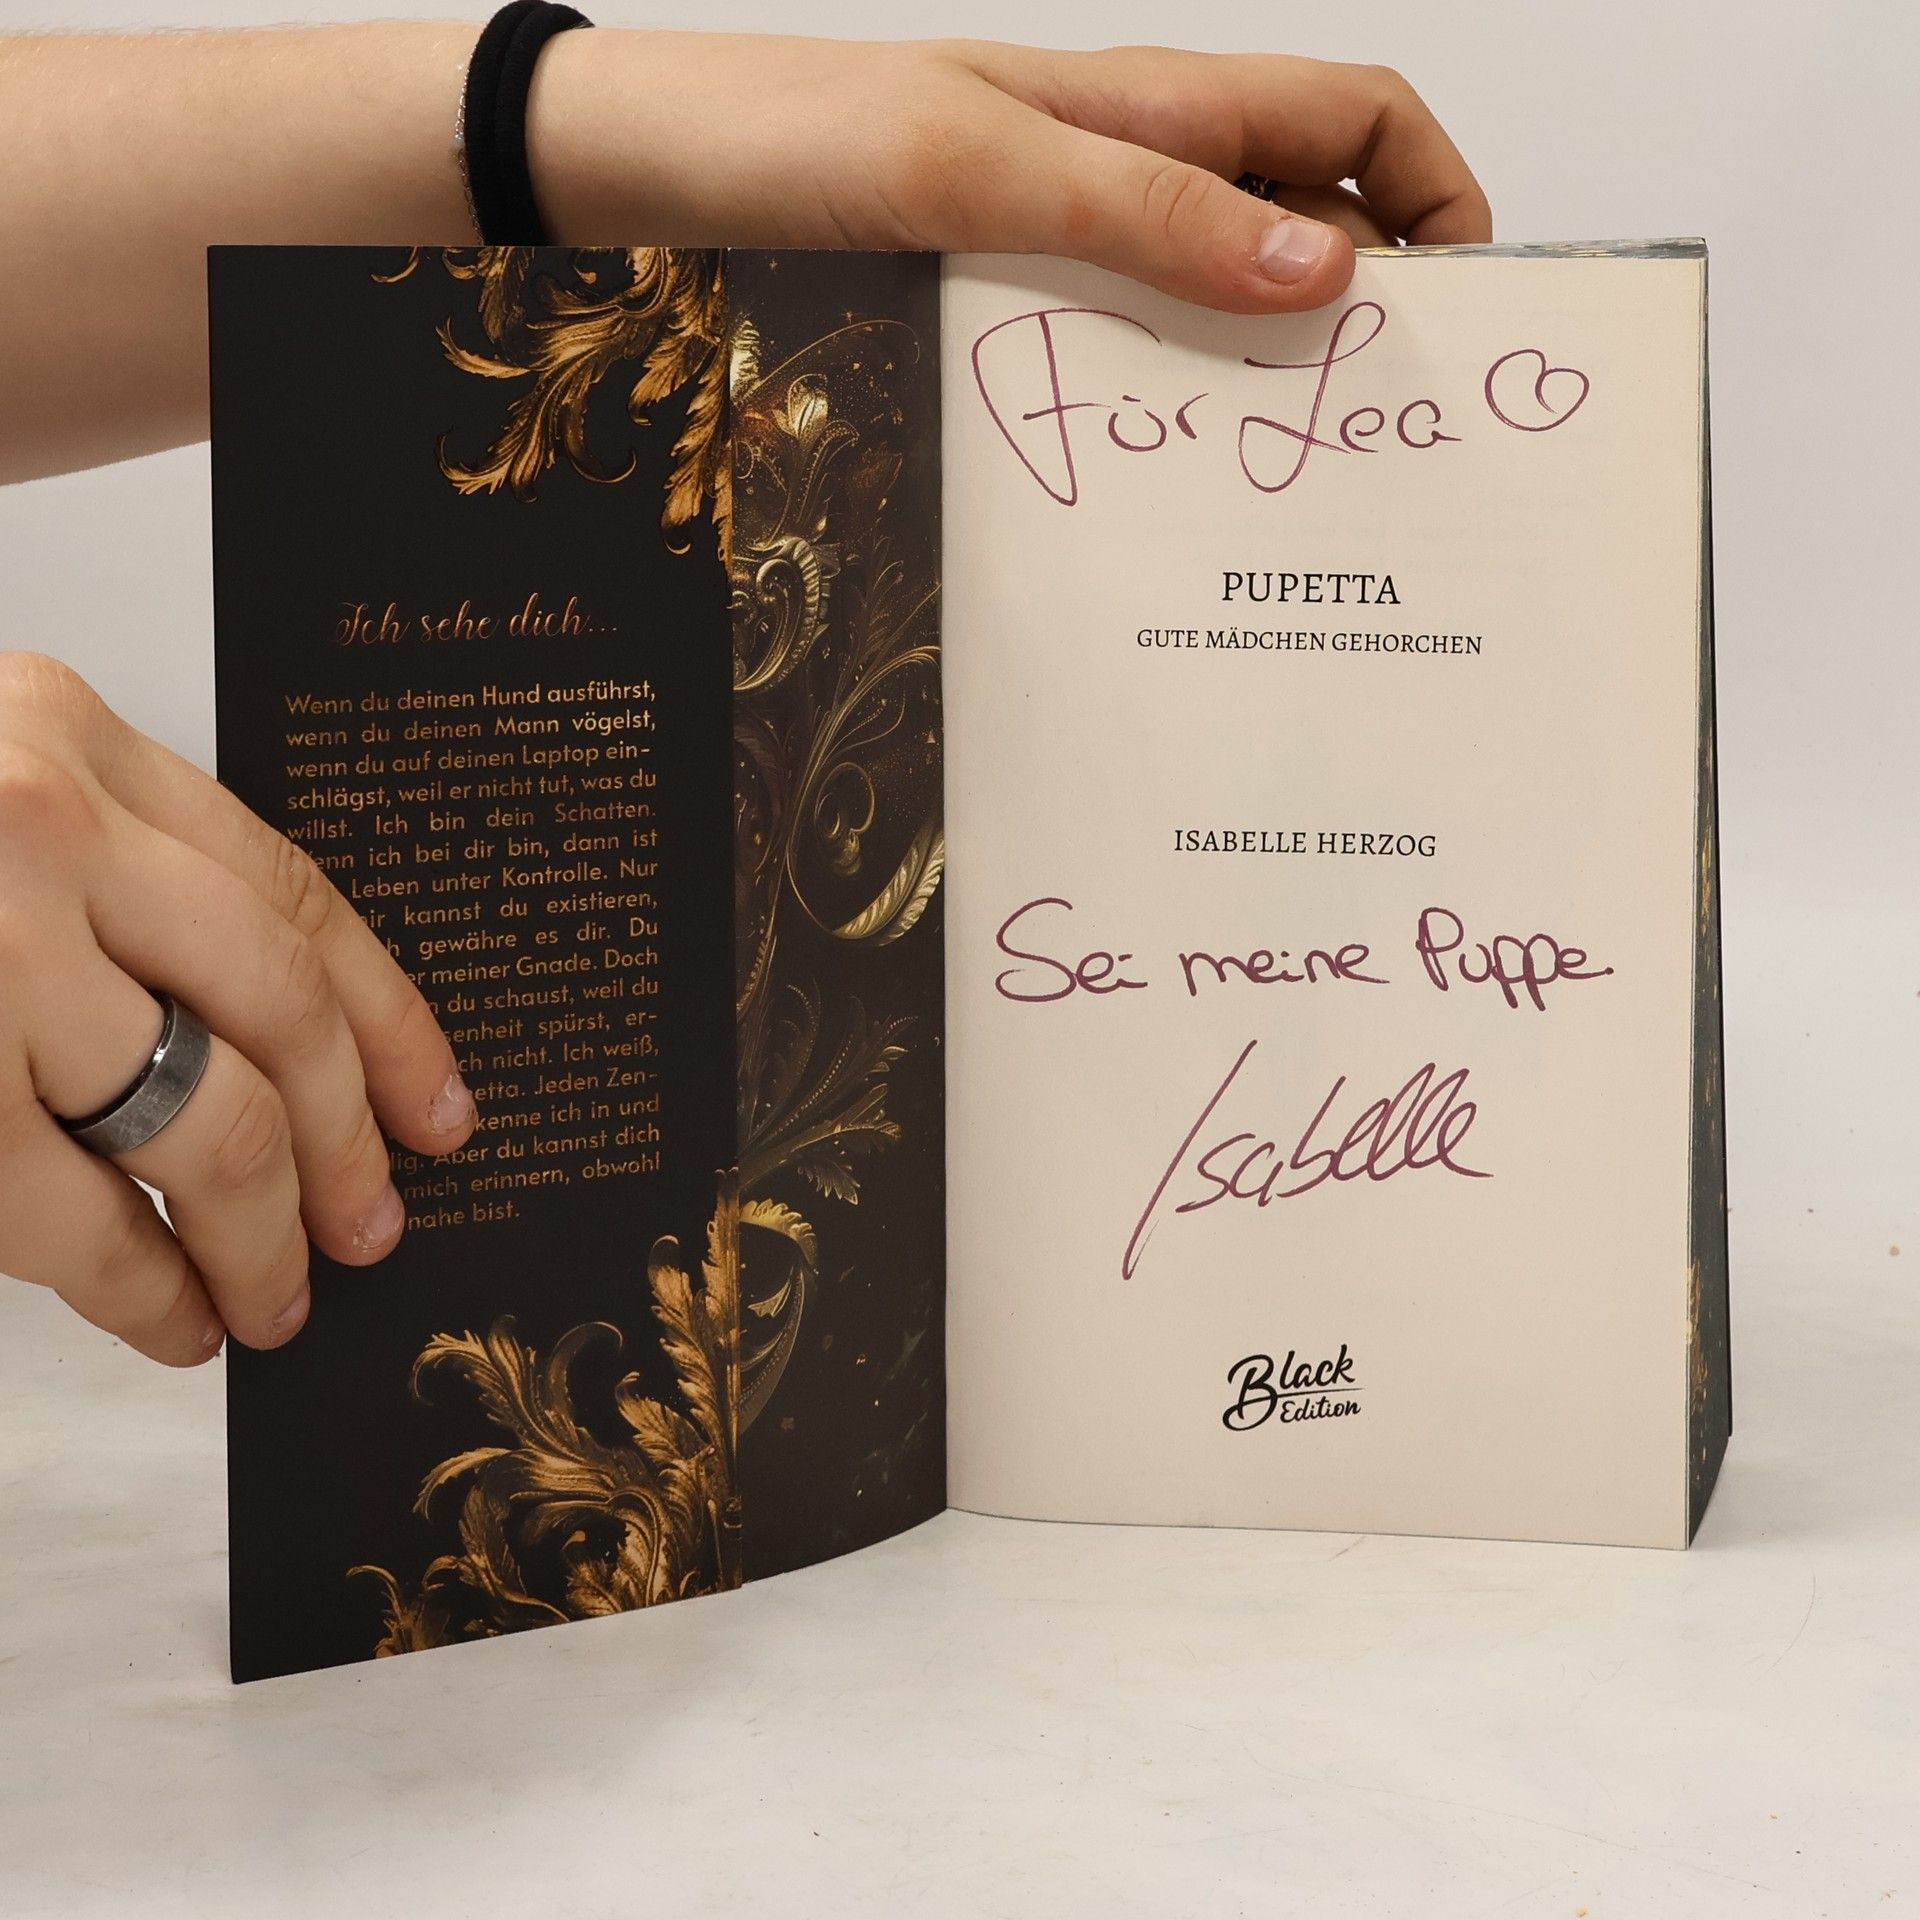 Ich sehe dich...
Wenn du deinen Hund ausführst,
wenn du deinen Mann vögelst,
wenn du auf deinen Laptop ein-
schlägst, weil er nicht tut, was du
willst. Ich bin dein Schatten.
ich bei dir bin, dann ist
Leben unter Kontrolle. Nur
kannst du existieren,
gewähre es dir. Du
meiner Gnade. Doch
du schaust, weil du
spürst, er-
nicht. Ich weiß,
Jeden Zen-
kenne ich in und
Aber du kannst dich
mich erinnern, obwohl
nahe bist.
Für Lea
PUPETTA
GUTE MÄDCHEN GEHORCHEN
ISABELLE HERZOG
Sei meine Puppe.
Isabelle
Black
Edition